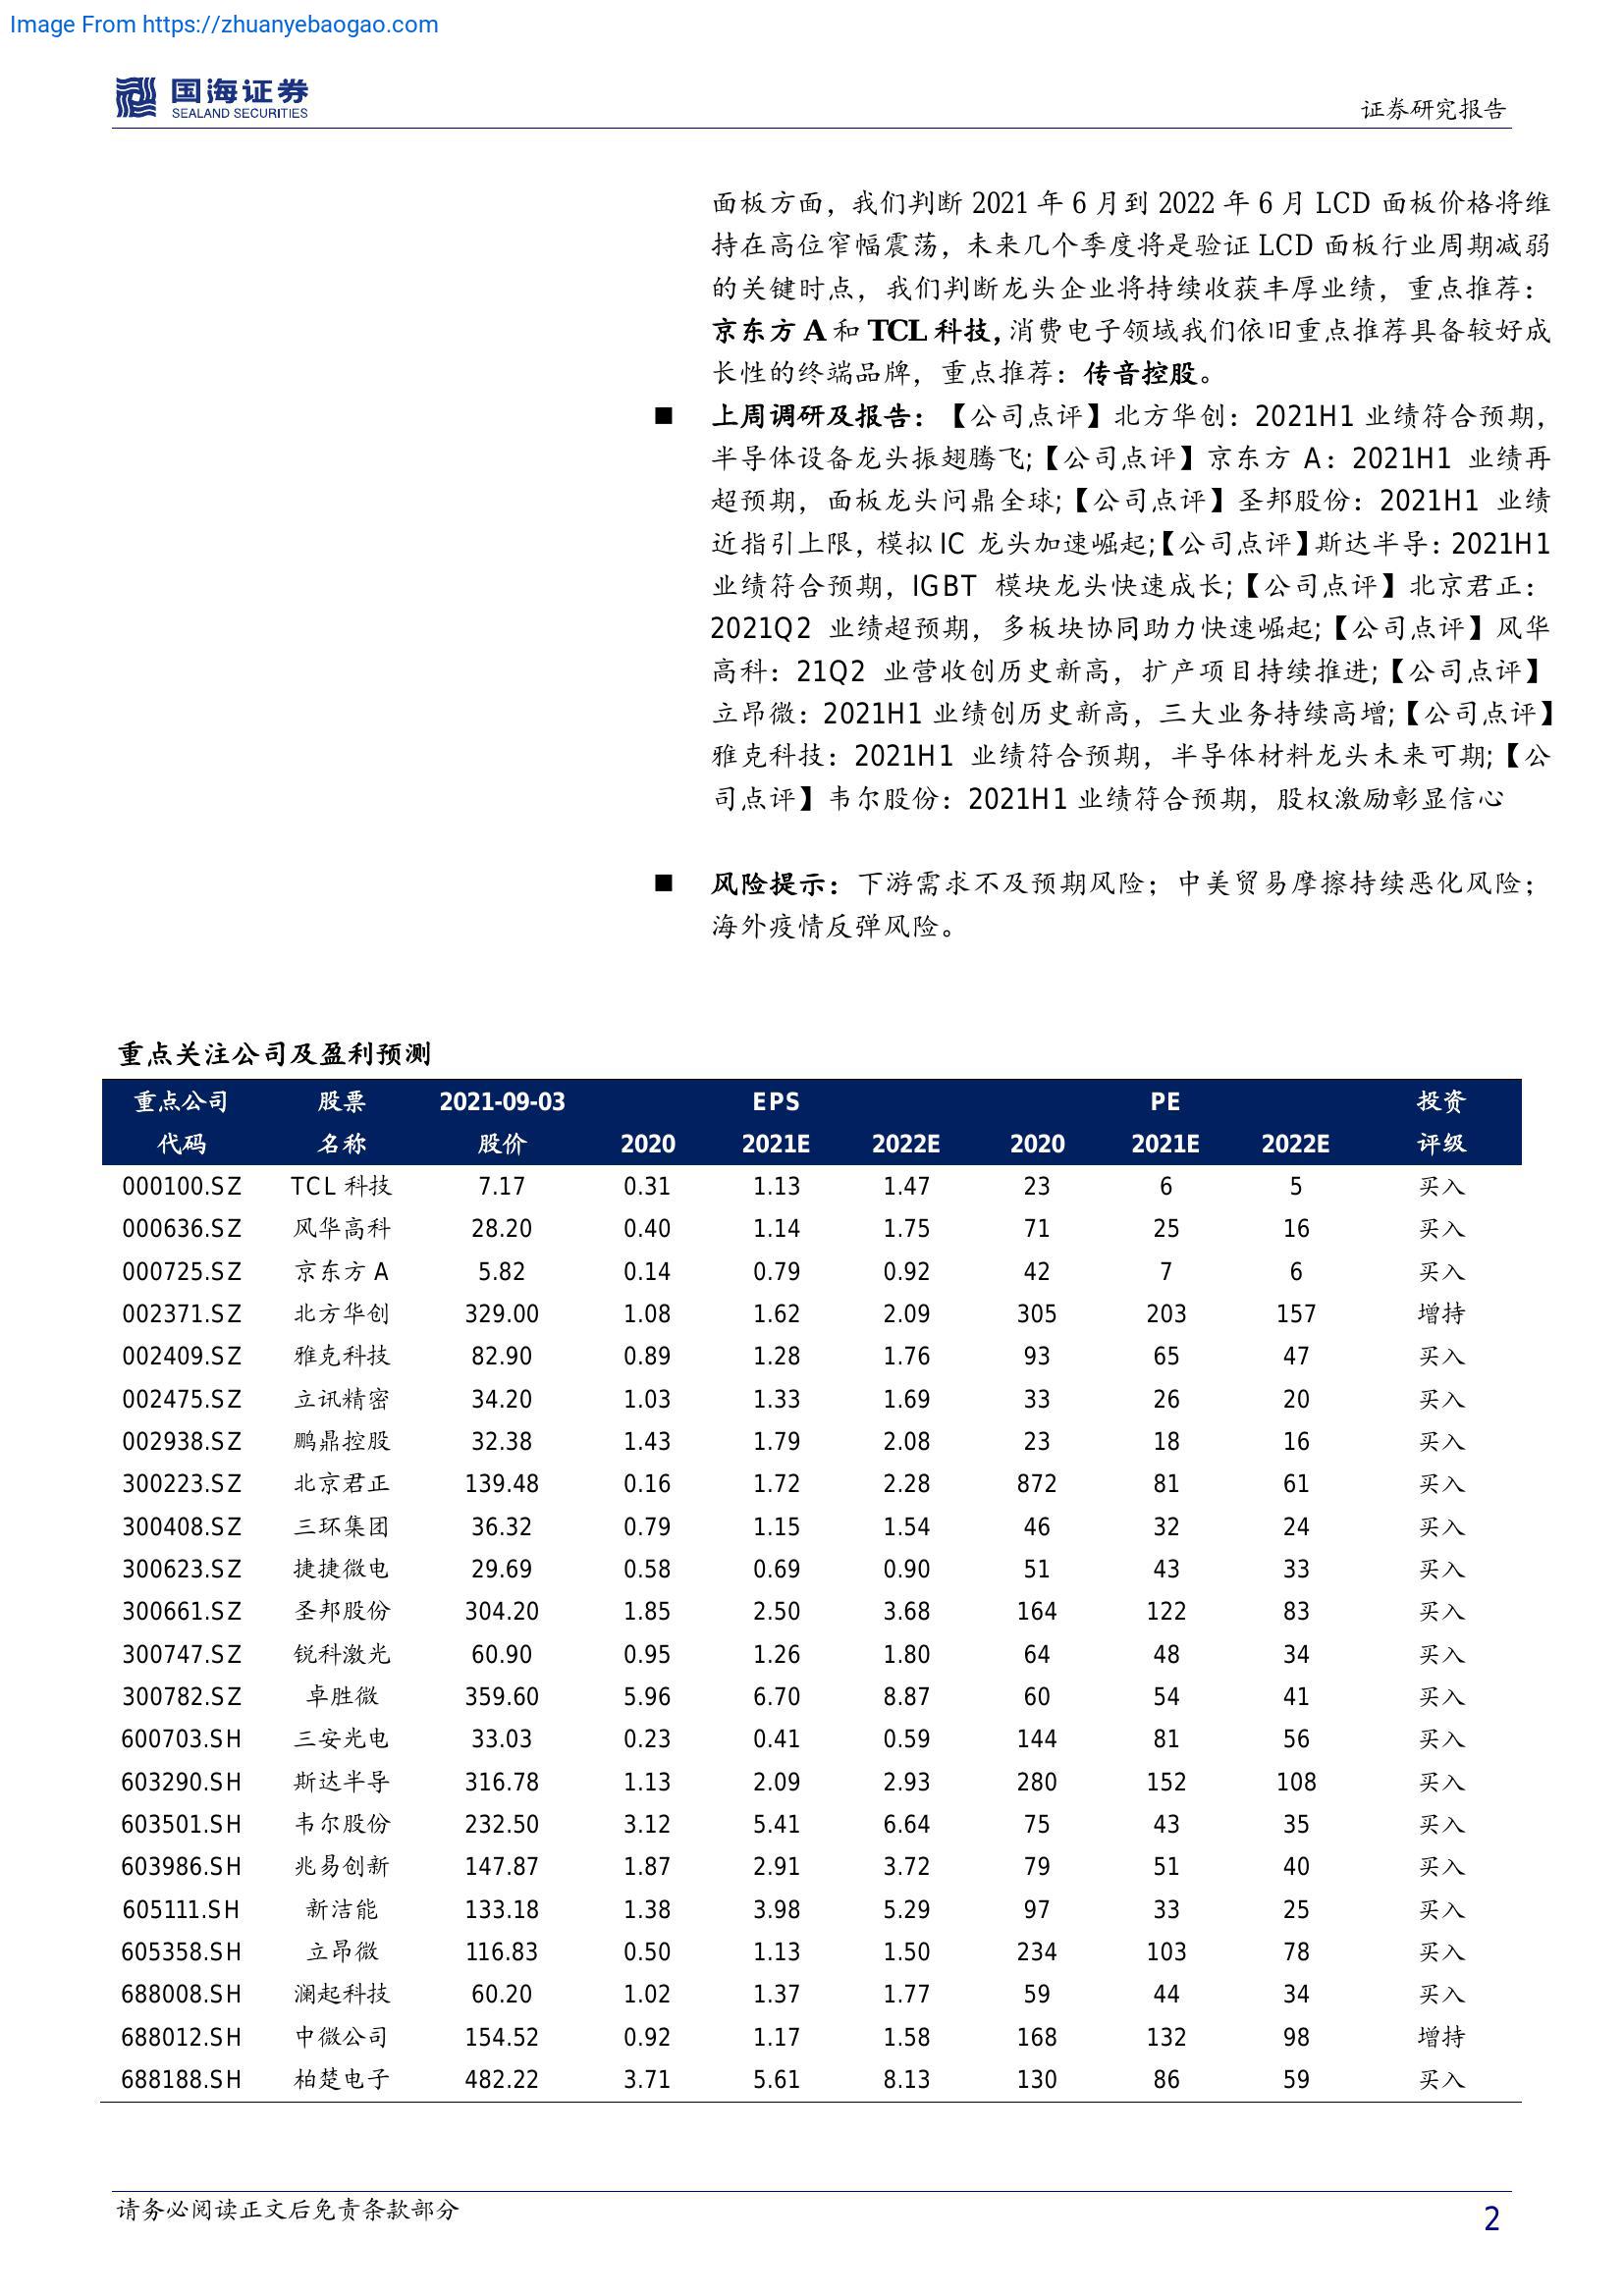 Image From https://zhuanyebaogao.com
国海证券
SEALAND SECURITIES
证券研究报告
面板方面，我们判断 2021 年 6 月到 2022 年 6 月 LCD 面板价格将维
持在高位窄幅震荡，未来几个季度将是验证 LCD 面板行业周期减弱
的关键时点，我们判断龙头企业将持续收获丰厚业绩，重点推荐：
京东方 A 和 TCL 科技，消费电子领域我们依旧重点推荐具备较好成
长性的终端品牌，重点推荐：传音控股。
■ 上周调研及报告：【公司点评】北方华创：2021H1 业绩符合预期，
半导体设备龙头振翅腾飞;【公司点评】京东方 A：2021H1 业绩再
超预期，面板龙头问鼎全球;【公司点评】圣邦股份：2021H1 业绩
近指引上限，模拟 IC 龙头加速崛起;【公司点评】斯达半导：2021H1
业绩符合预期，IGBT 模块龙头快速成长;【公司点评】北京君正：
2021Q2 业绩超预期，多板块协同助力快速崛起;【公司点评】风华
高科：21Q2 业营收创历史新高，扩产项目持续推进;【公司点评】
立昂微：2021H1 业绩创历史新高，三大业务持续高增;【公司点评】
雅克科技：2021H1 业绩符合预期，半导体材料龙头未来可期;【公
司点评】韦尔股份：2021H1 业绩符合预期，股权激励彰显信心
■ 风险提示：下游需求不及预期风险；中美贸易摩擦持续恶化风险；
海外疫情反弹风险。
重点关注公司及盈利预测
重点公司 股票 2021-09-03 EPS PE 投资
代码 名称 股价 2020 2021E 2022E 2020 2021E 2022E 评级
000100.SZ TCL 科技 7.17 0.31 1.13 1.47 23 6 5 买入
000636.SZ 风华高科 28.20 0.40 1.14 1.75 71 25 16 买入
000725.SZ 京东方 A 5.82 0.14 0.79 0.92 42 7 6 买入
002371.SZ 北方华创 329.00 1.08 1.62 2.09 305 203 157 增持
002409.SZ 雅克科技 82.90 0.89 1.28 1.76 93 65 47 买入
002475.SZ 立讯精密 34.20 1.03 1.33 1.69 33 26 20 买入
002938.SZ 鹏鼎控股 32.38 1.43 1.79 2.08 23 18 16 买入
300223.SZ 北京君正 139.48 0.16 1.72 2.28 872 81 61 买入
300408.SZ 三环集团 36.32 0.79 1.15 1.54 46 32 24 买入
300623.SZ 捷捷微电 29.69 0.58 0.69 0.90 51 43 33 买入
300661.SZ 圣邦股份 304.20 1.85 2.50 3.68 164 122 83 买入
300747.SZ 锐科激光 60.90 0.95 1.26 1.80 64 48 34 买入
300782.SZ 卓胜微 359.60 5.96 6.70 8.87 60 54 41 买入
600703.SH 三安光电 33.03 0.23 0.41 0.59 144 81 56 买入
603290.SH 斯达半导 316.78 1.13 2.09 2.93 280 152 108 买入
603501.SH 韦尔股份 232.50 3.12 5.41 6.64 75 43 35 买入
603986.SH 兆易创新 147.87 1.87 2.91 3.72 79 51 40 买入
605111.SH 新洁能 133.18 1.38 3.98 5.29 97 33 25 买入
605358.SH 立昂微 116.83 0.50 1.13 1.50 234 103 78 买入
688008.SH 澜起科技 60.20 1.02 1.37 1.77 59 44 34 买入
688012.SH 中微公司 154.52 0.92 1.17 1.58 168 132 98 增持
688188.SH 柏楚电子 482.22 3.71 5.61 8.13 130 86 59 买入
请务必阅读正文后免责条款部分
2